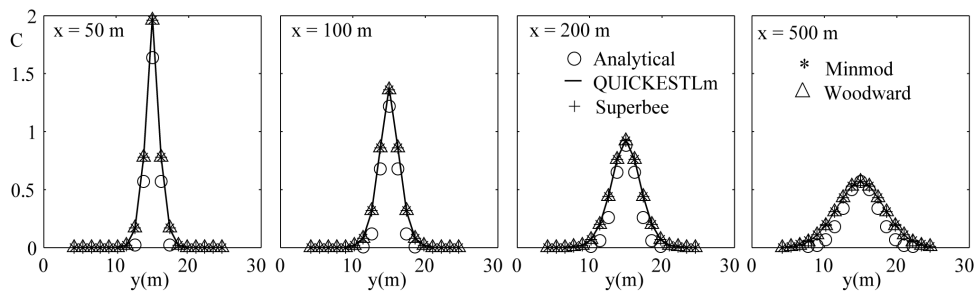 2
1.5
1
0.5
0
C
x = 50 m
0 10 20 30
y(m)
x = 100 m
0 10 20 30
y(m)
x = 200 m
Analytical
QUICKESTLm
Superbee
0 10 20 30
y(m)
x = 500 m
Minmod
Woodward
0 10 20 30
y(m)